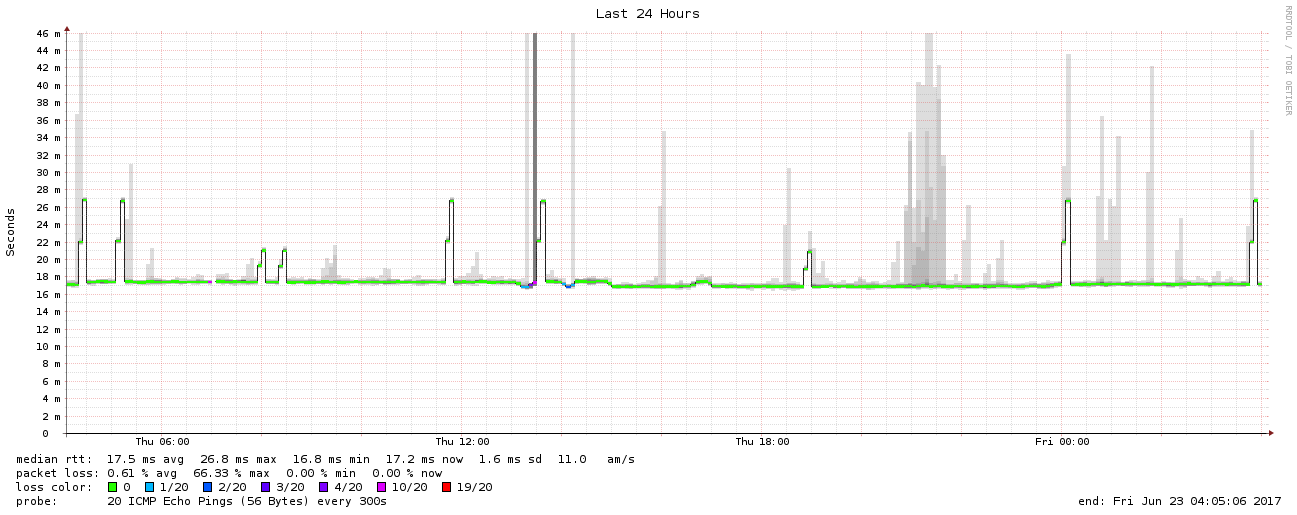 Last 24 Hours
RRDTOOL / TOBI OETIKER
Seconds
46 m
44 m
42 m
40 m
38 m
36 m
34 m
32 m
30 m
28 m
26 m
24 m
22 m
20 m
18 m
16 m
14 m
12 m
10 m
8 m
6 m
4 m
2 m
0
Thu 06:00 Thu 12:00 Thu 18:00 Fri 00:00
median rtt: 17.5 ms avg 26.8 ms max 16.8 ms min 17.2 ms now 1.6 ms sd 11.0 am/s
packet loss: 0.61 % avg 66.33 % max 0.00 % min 0.00 % now
loss color: 0 1/20 2/20 3/20 4/20 10/20 19/20
probe: 20 ICMP Echo Pings (56 Bytes) every 300s end: Fri Jun 23 04:05:06 2017